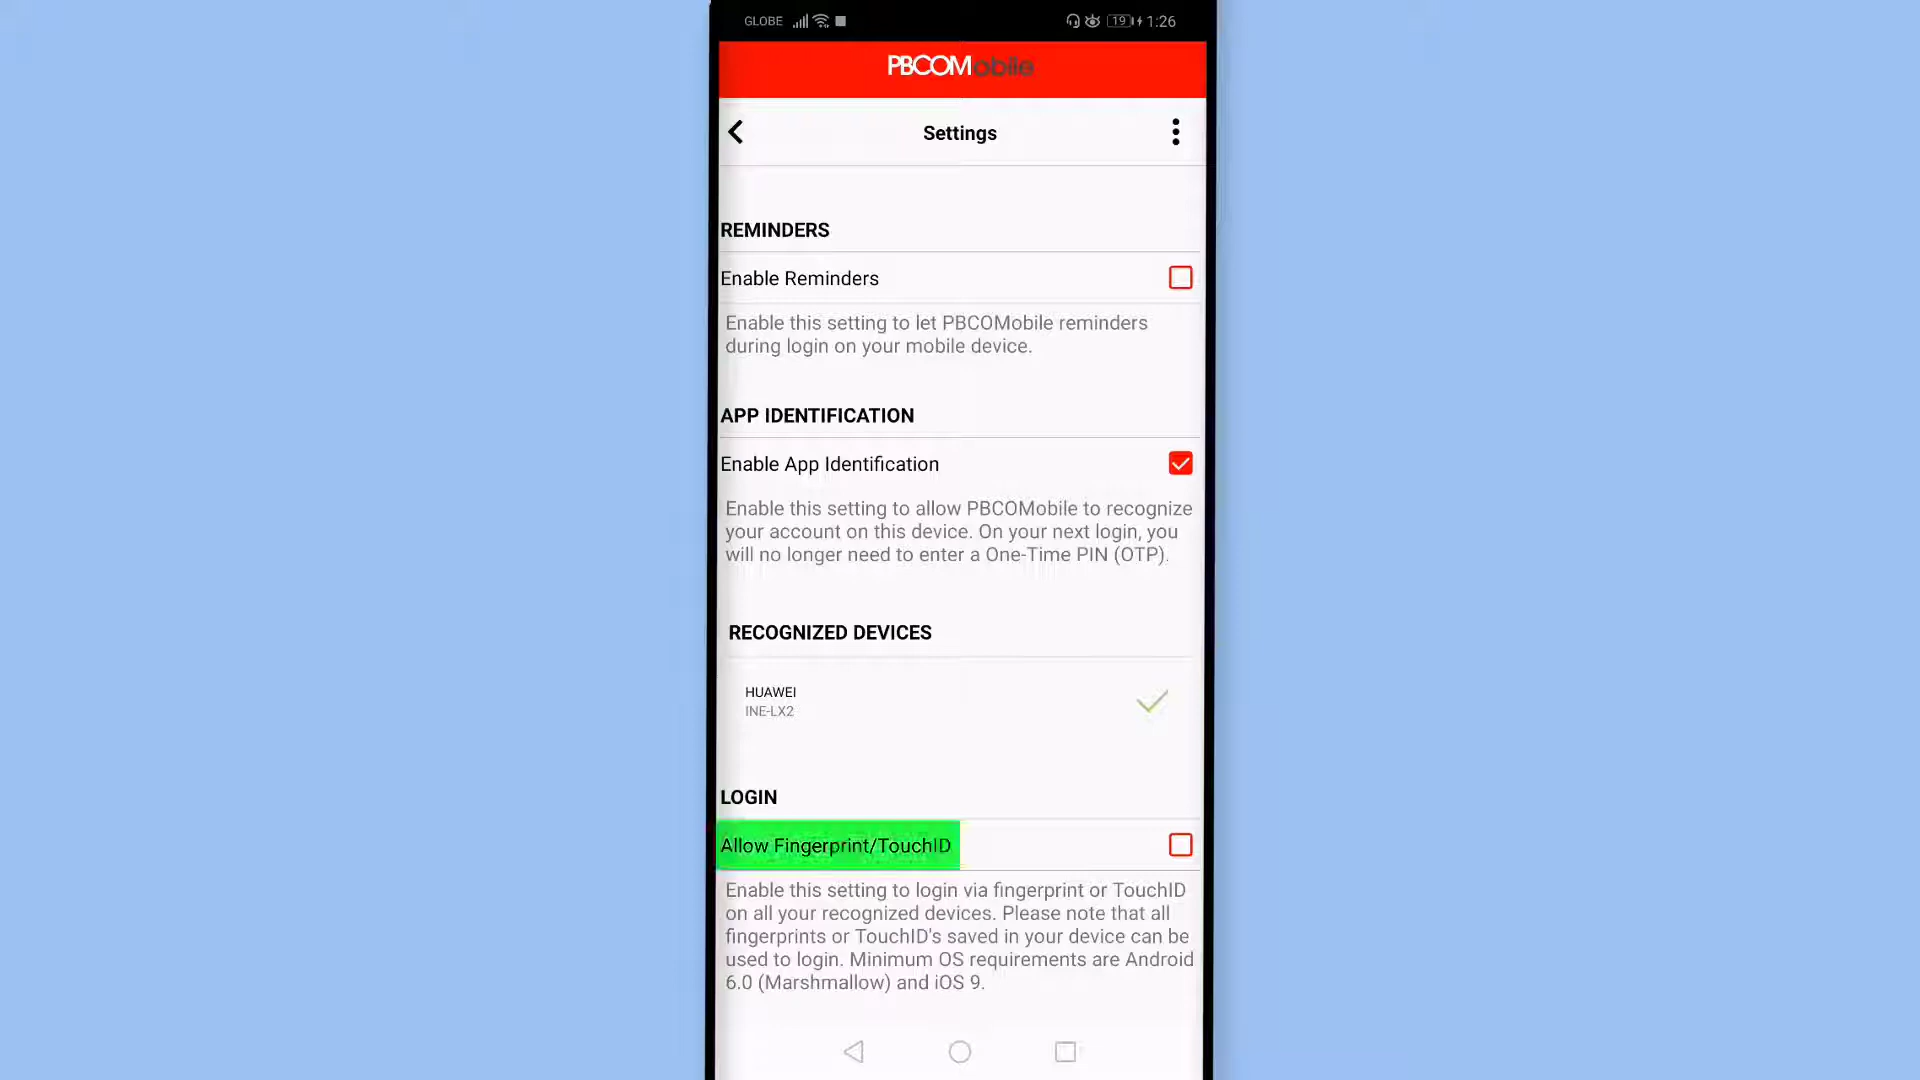 GLOBE 19 1:26
PBCOMobile
Settings
REMINDERS
Enable Reminders
Enable this setting to let PBCOMobile reminders
during login on your mobile device.
APP IDENTIFICATION
Enable App Identification
Enable this setting to allow PBCOMobile to recognize
your account on this device. On your next login, you
will no longer need to enter a One-Time PIN (OTP).
RECOGNIZED DEVICES
HUAWEI
INE-LX2
LOGIN
Allow Fingerprint/TouchID
Enable this setting to login via fingerprint or TouchID
on all your recognized devices. Please note that all
fingerprints or TouchID's saved in your device can be
used to login. Minimum OS requirements are Android
6.0 (Marshmallow) and iOS 9.